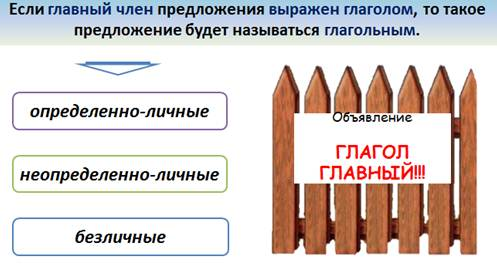 Если главный член предложения выражен глаголом, то такое
предложение будет называться глагольным.
определенно-личные
неопределенно-личные
безличные
Объявление
ГЛАГОЛ
ГЛАВНЫЙ!!!